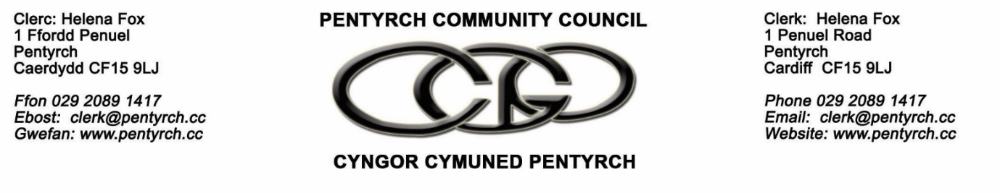 Clerc: Helena Fox
1 Ffordd Penuel
Pentyrch
Caerdydd CF15 9LJ
Ffon 029 2089 1417
Ebost: clerk@pentyrch.cc
Gwefan: www.pentyrch.cc
PENTYRCH COMMUNITY COUNCIL
CYNGOR CYMUNED PENTYRCH
Clerk: Helena Fox
1 Penuel Road
Pentyrch
Cardiff CF15 9LJ
Phone 029 2089 1417
Email: clerk@pentyrch.cc
Website: www.pentyrch.cc